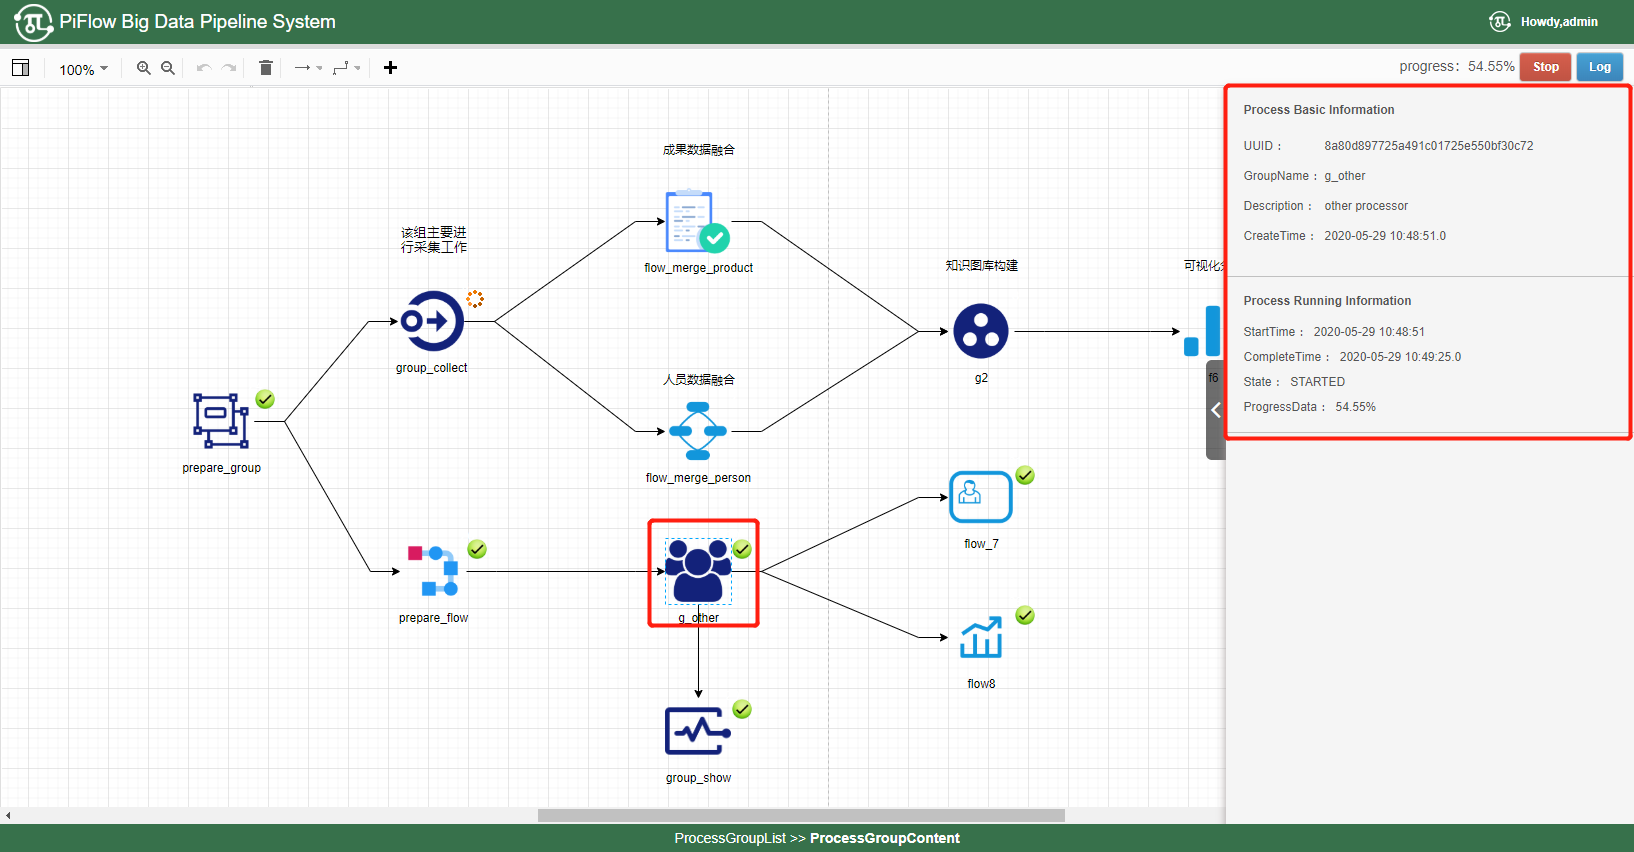 PiFlow Big Data Pipeline System
Howdy,admin
100%
progress: 54.55%
Stop
Log
成果数据融合
该组主要进
行采集工作
flow_merge_product
知识图库构建
可视化
group_collect
g2
f6
人员数据融合
prepare_group
flow_merge_person
flow_7
prepare_flow
g_other
flow8
group_show
Process Basic Information
UUID： 8a80d897725a491c01725e550bf30c72
GroupName： g_other
Description： other processor
CreateTime： 2020-05-29 10:48:51.0
Process Running Information
StartTime： 2020-05-29 10:48:51
CompleteTime： 2020-05-29 10:49:25.0
State： STARTED
ProgressData： 54.55%
ProcessGroupList >> ProcessGroupContent